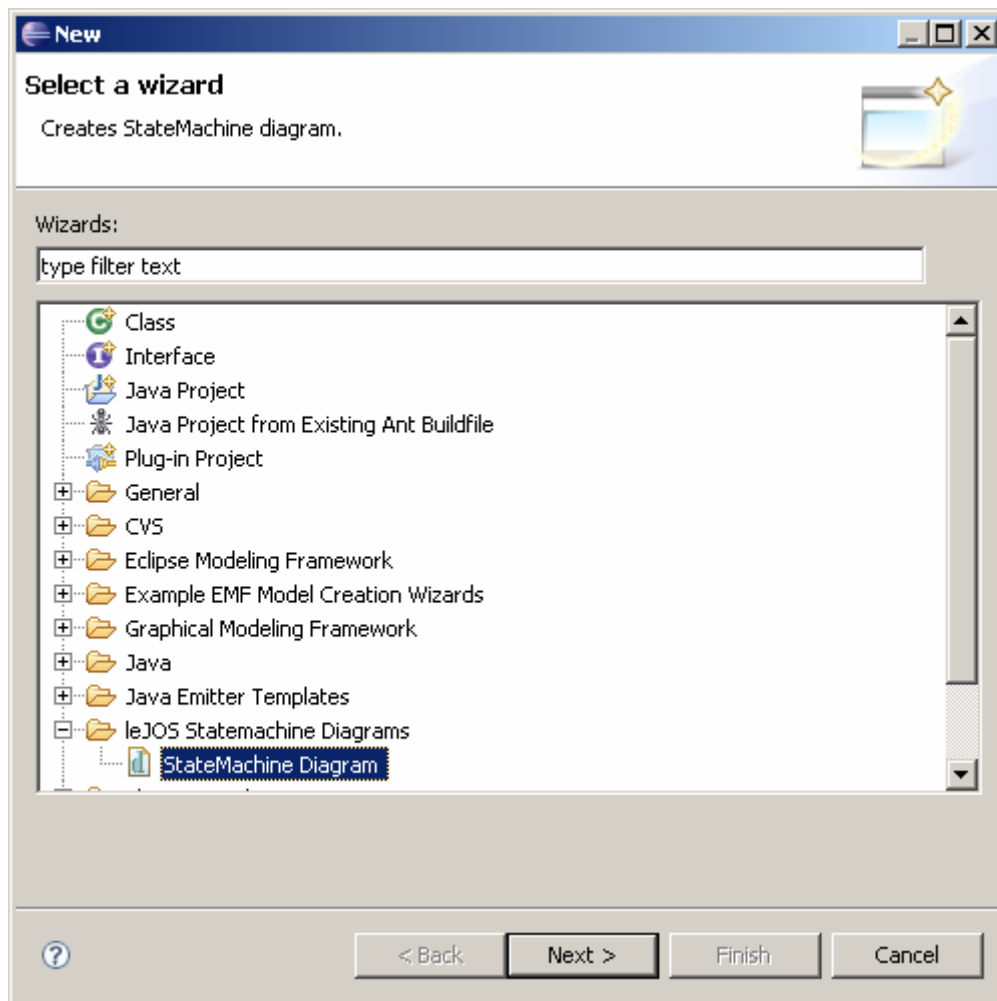 New
Select a wizard
Creates StateMachine diagram.
Wizards:
type filter text
Class
Interface
Java Project
Java Project from Existing Ant Buildfile
Plug-in Project
General
CVS
Eclipse Modeling Framework
Example EMF Model Creation Wizards
Graphical Modeling Framework
Java
Java Emitter Templates
leJOS Statemachine Diagrams
StateMachine Diagram
< Back Next > Finish Cancel